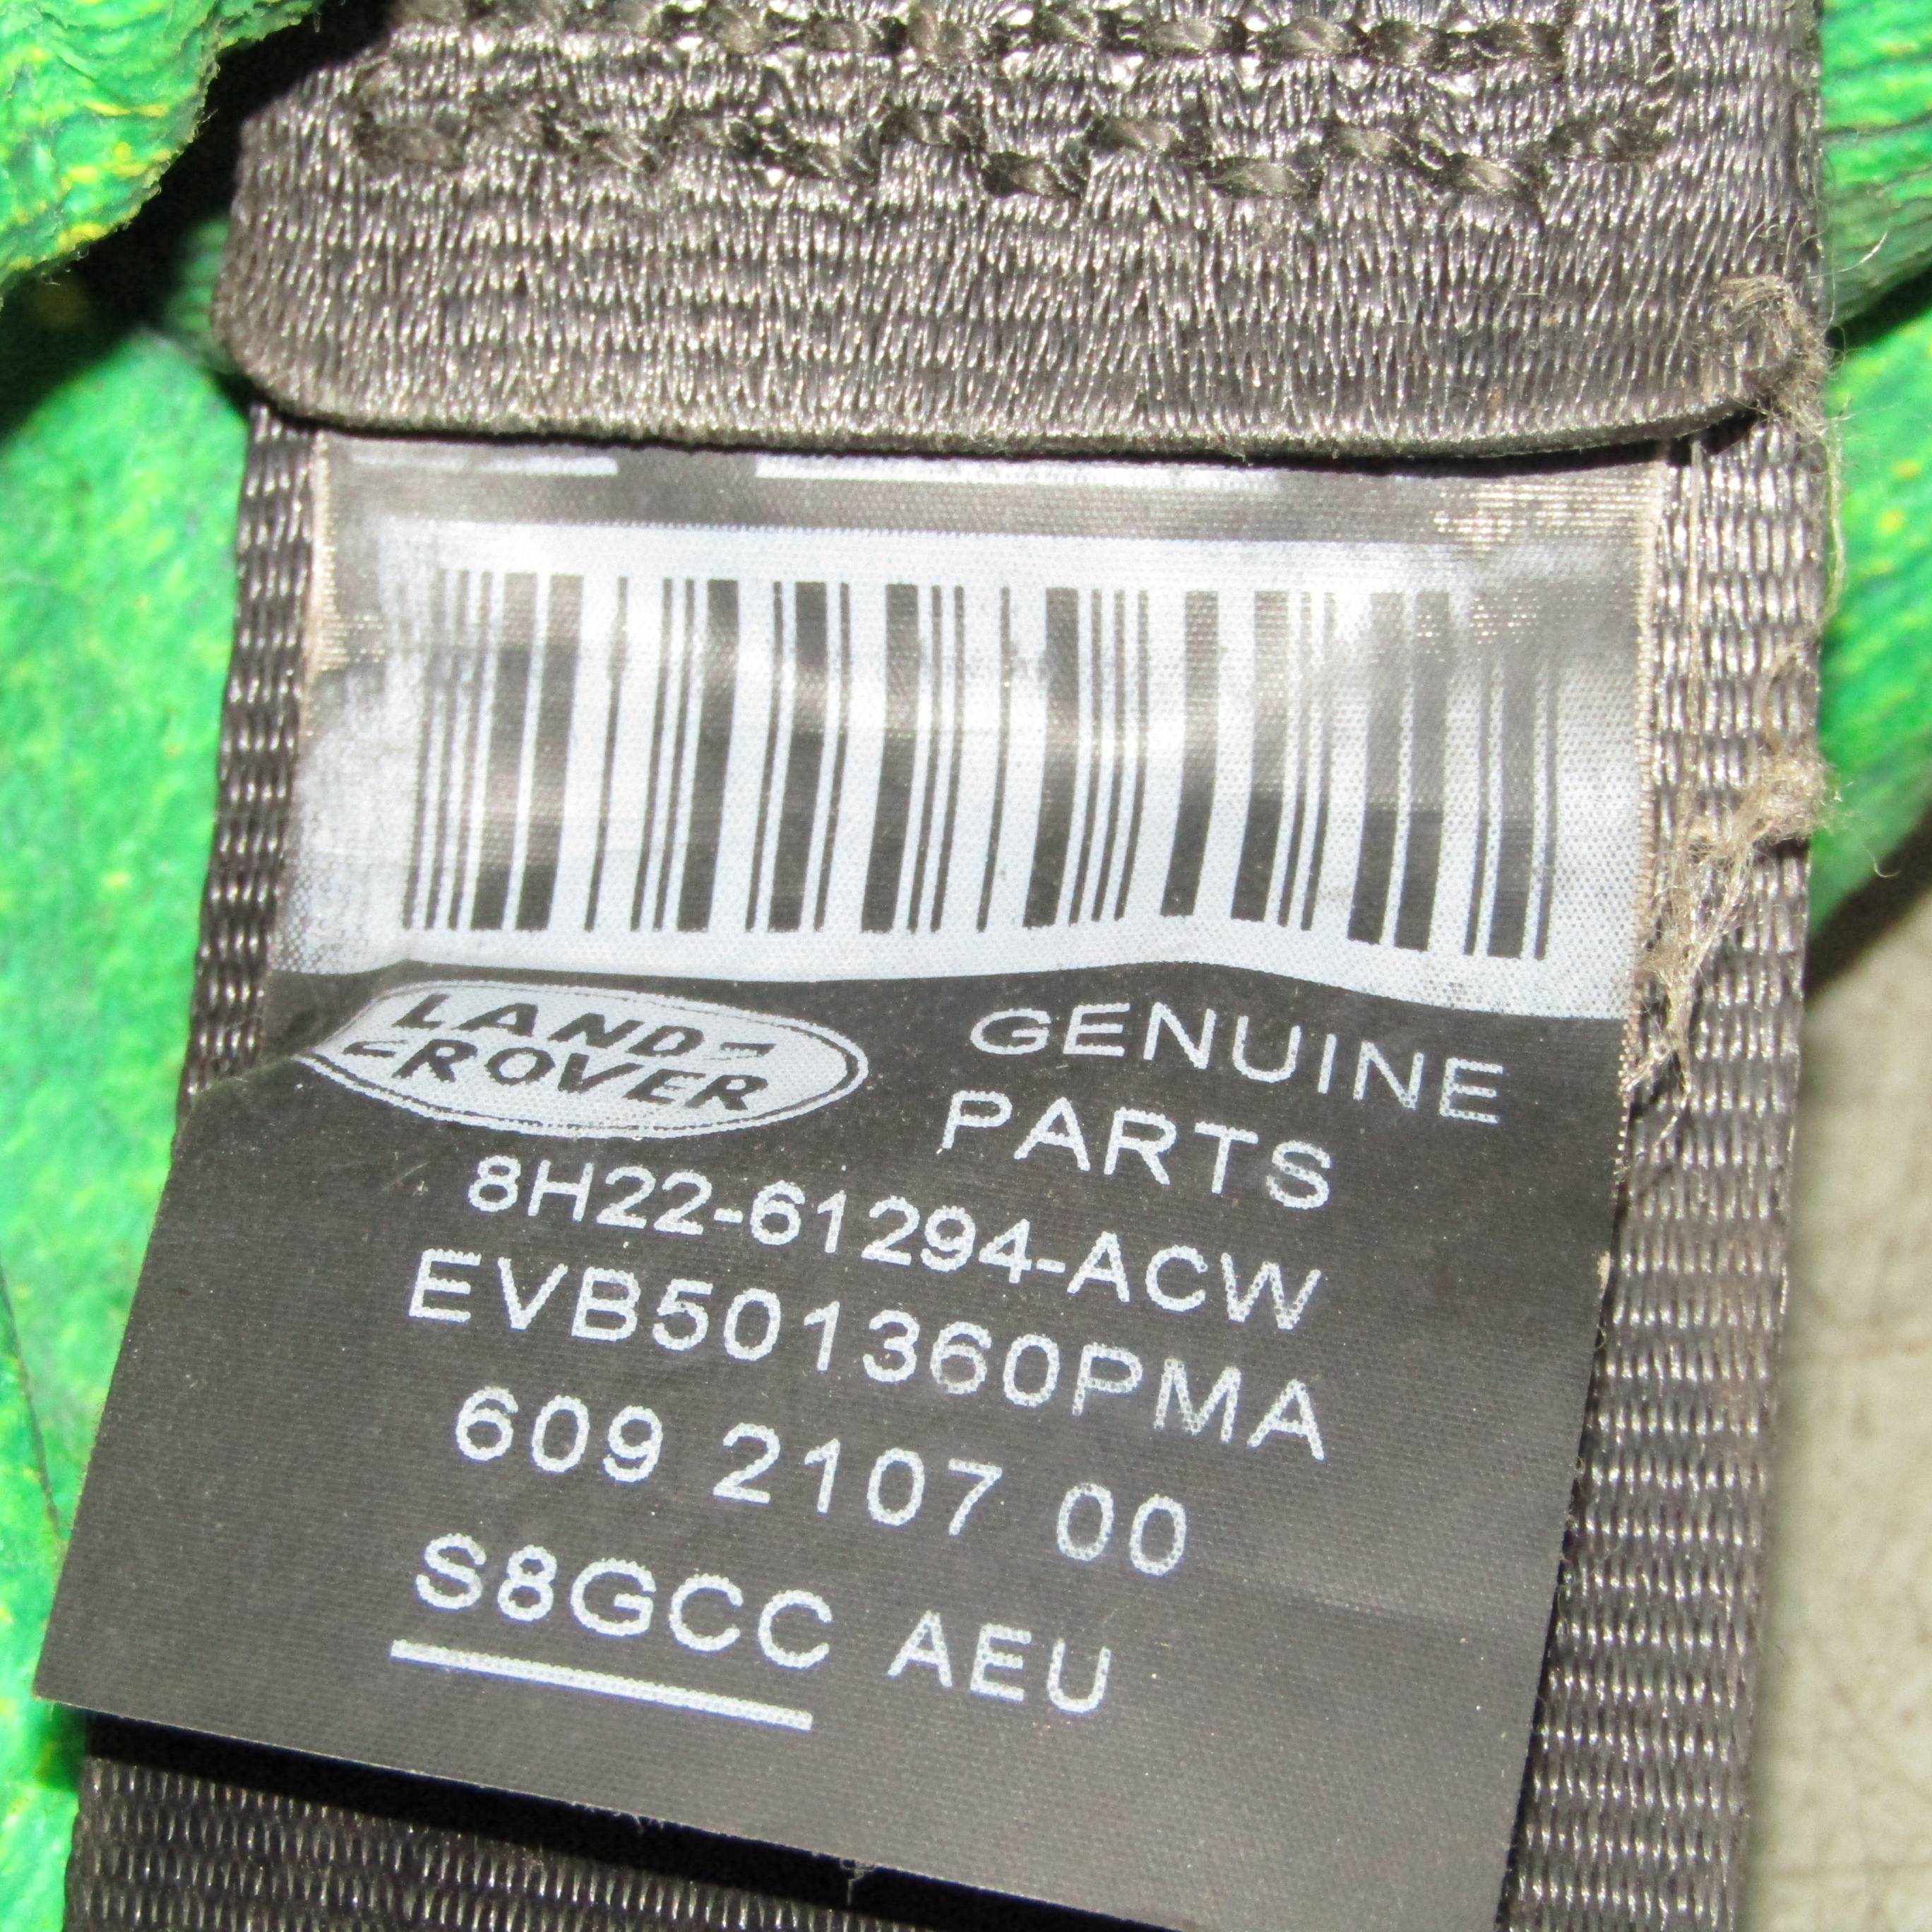 LAND-
-ROVER
GENUINE
PARTS
8H22-61294-ACW
EVB501360PMA
609 2107 00
S8GCC AEU